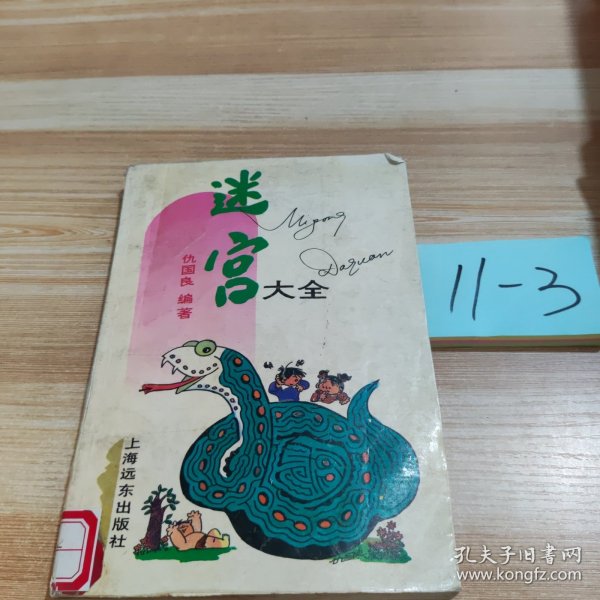 迷宫
大全
Migong
Daquan
仇国良 编著
上海远东出版社
11-3
孔夫子旧书网
www.kongfz.com